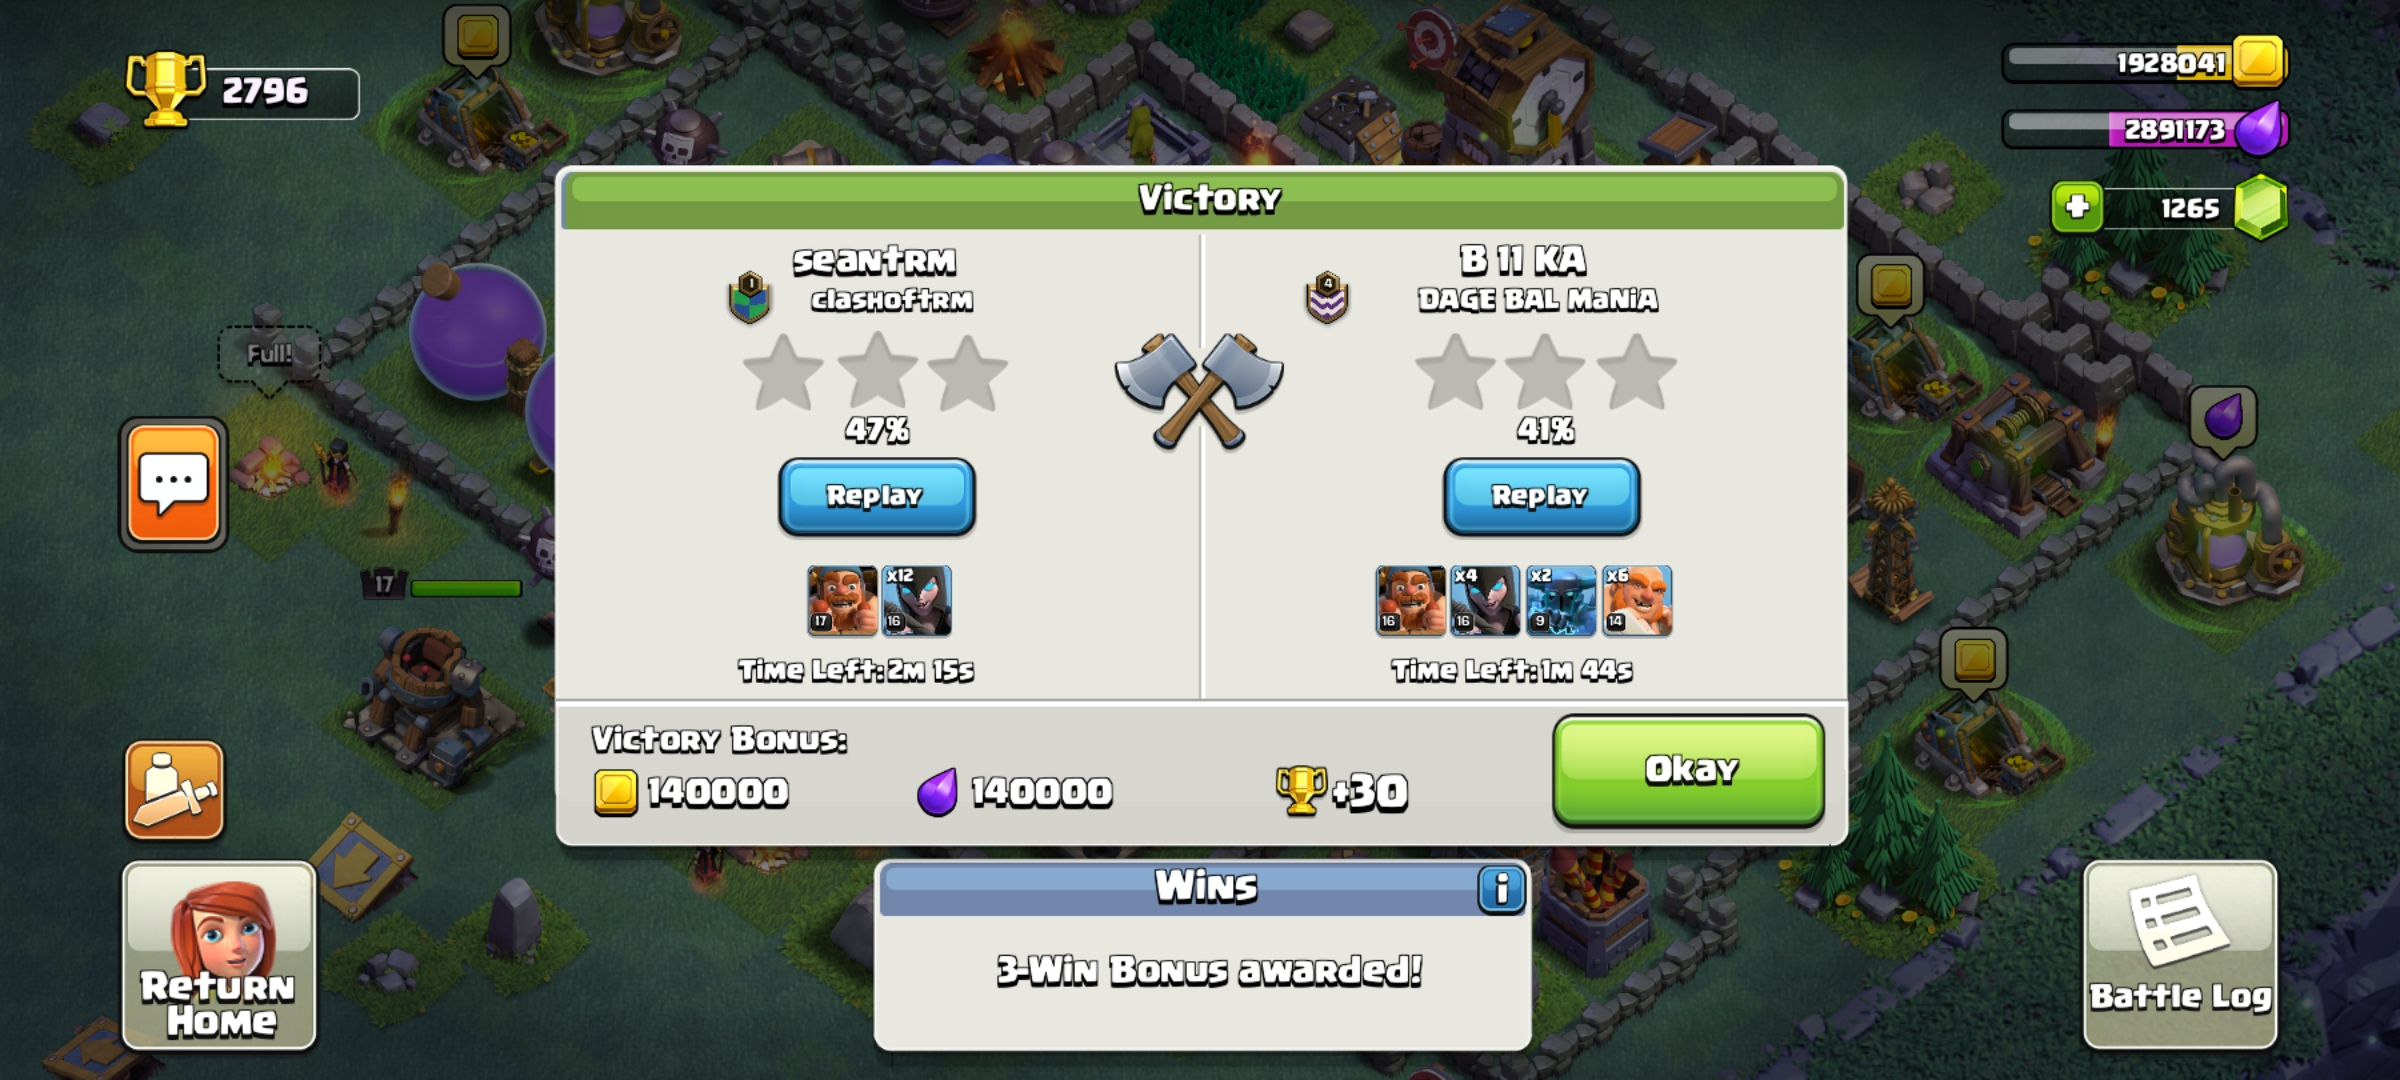 2796
1928041
2891173
1265
Full!
17
Victory
seantrm
1
clashoftrm
47%
Replay
17
x12
16
Time Left:2m 15s
B 11 KA
4
DAGE BAL MaNiA
41%
Replay
16
x4
16
x2
9
x6
14
Time Left:1m 44s
Victory Bonus:
140000
140000
+30
Okay
Wins
i
3-Win Bonus awarded!
Return
Home
Battle Log